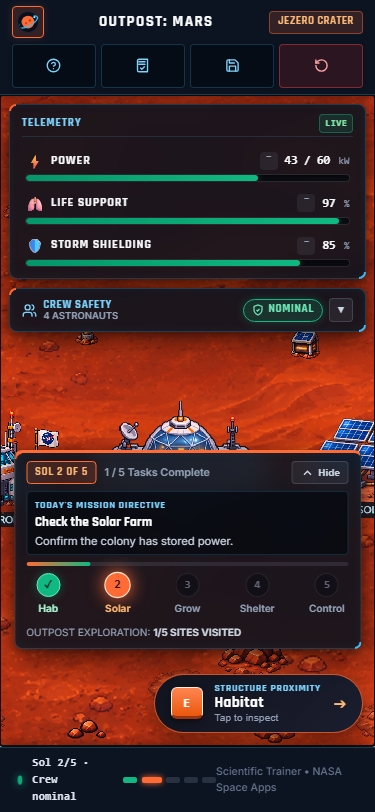 OUTPOST: MARS
JEZERO CRATER
TELEMETRY
LIVE
POWER
— 43 / 60 kW
LIFE SUPPORT
— 97 %
STORM SHIELDING
— 85 %
CREW SAFETY
4 ASTRONAUTS
NOMINAL
▼
SOL 2 OF 5
1 / 5 Tasks Complete
Hide
TODAY'S MISSION DIRECTIVE
Check the Solar Farm
Confirm the colony has stored power.
✓ 2 3 4 5
Hab Solar Grow Shelter Control
OUTPOST EXPLORATION: 1/5 SITES VISITED
RO
SOL
E
STRUCTURE PROXIMITY
Habitat
Tap to inspect
→
Sol 2/5 ·
Crew
nominal
Scientific Trainer • NASA
Space Apps